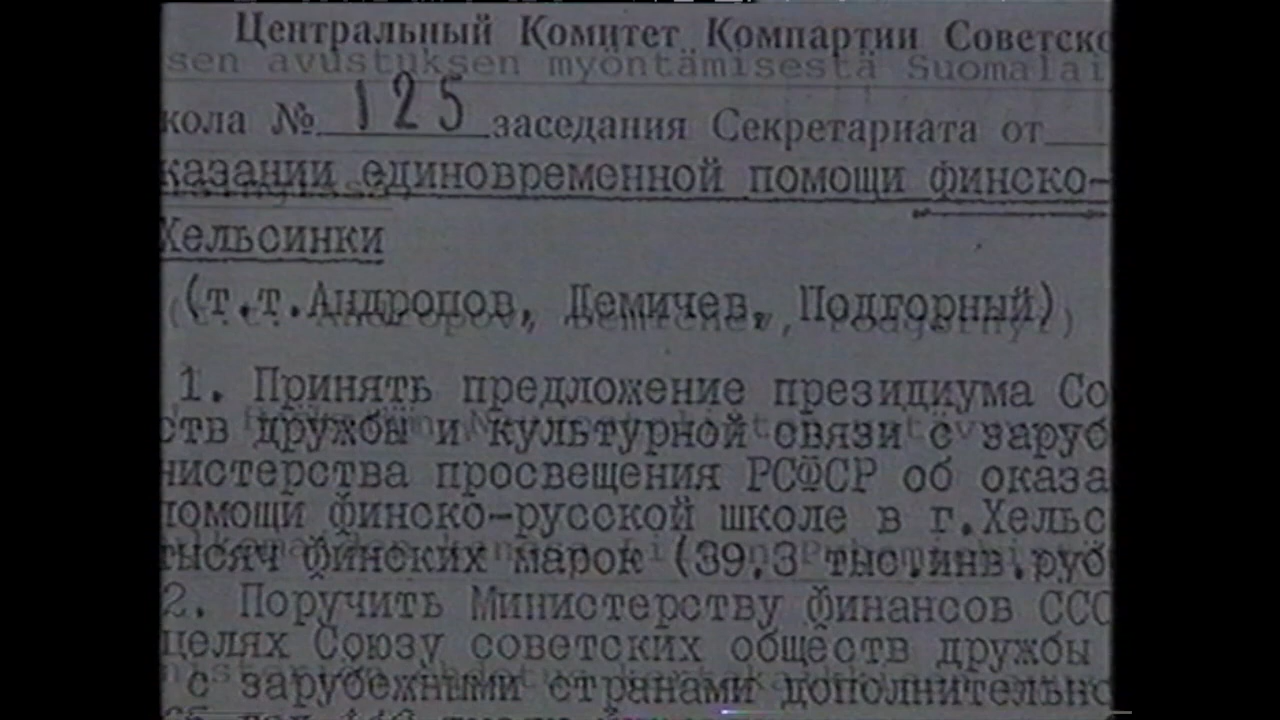 Центральный Комитет Компартии Советско
sen avustuksen myöntämisestä Suomalai
кола № 125 заседания Секретариата от
казании единовременной помощи финско-
Хельсинки
(т.т.Андропов, Демичев, Подгорный)
1. Принять предложение президиума Со
ств дружбы и культурной связи с заруб
нистерства просвещения РСФСР об оказа
помощи финско-русской школе в г.Хельс
тысяч финских марок (39,3 тыс.инв.руб
2. Поручить Министерству финансов ССС
целях Союзу советских обществ дружбы
с зарубежными странами дополнительно